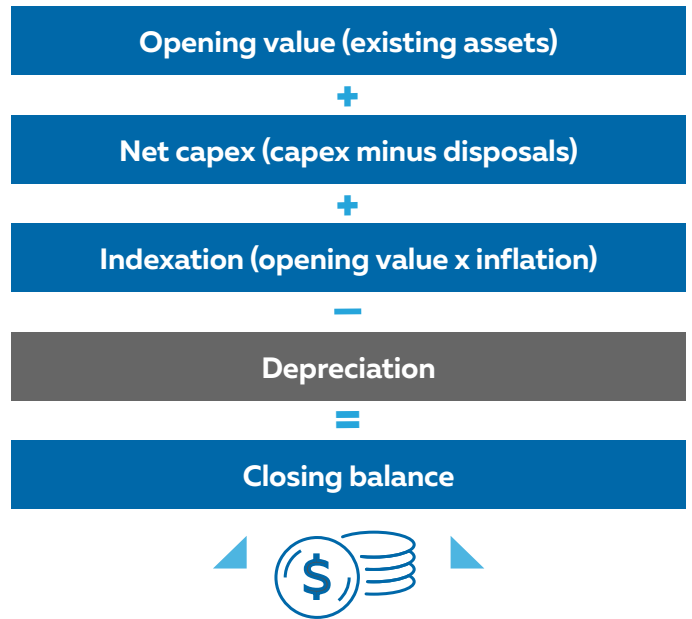 Opening value (existing assets)
+
Net capex (capex minus disposals)
+
Indexation (opening value x inflation)
–
Depreciation
=
Closing balance
$